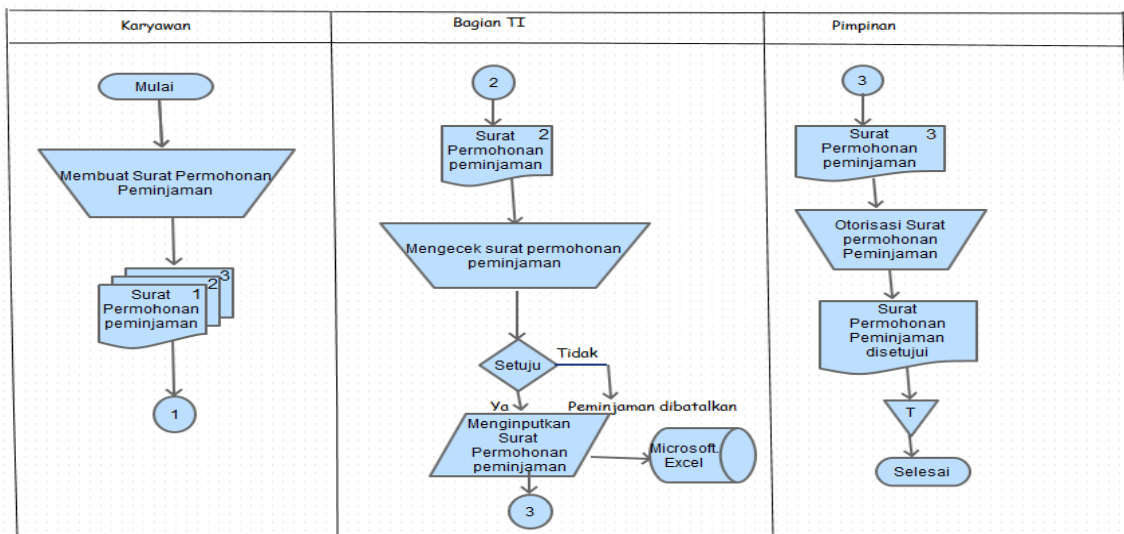 Karyawan
Bagian TI
Pimpinan
Mulai
Membuat Surat Permohonan
Peminjaman
3
2
Surat 1
Permohonan
peminjaman
1
2
Surat 2
Permohonan
peminjaman
Mengecek surat permohonan
peminjaman
Setuju
Tidak
Ya
Peminjaman dibatalkan
Menginputkan
Surat
Permohonan
peminjaman
Microsoft.
Excel
3
3
Surat 3
Permohonan
peminjaman
Otorisasi Surat
permohonan
Peminjaman
Surat
Permohonan
Peminjaman
disetujui
T
Selesai